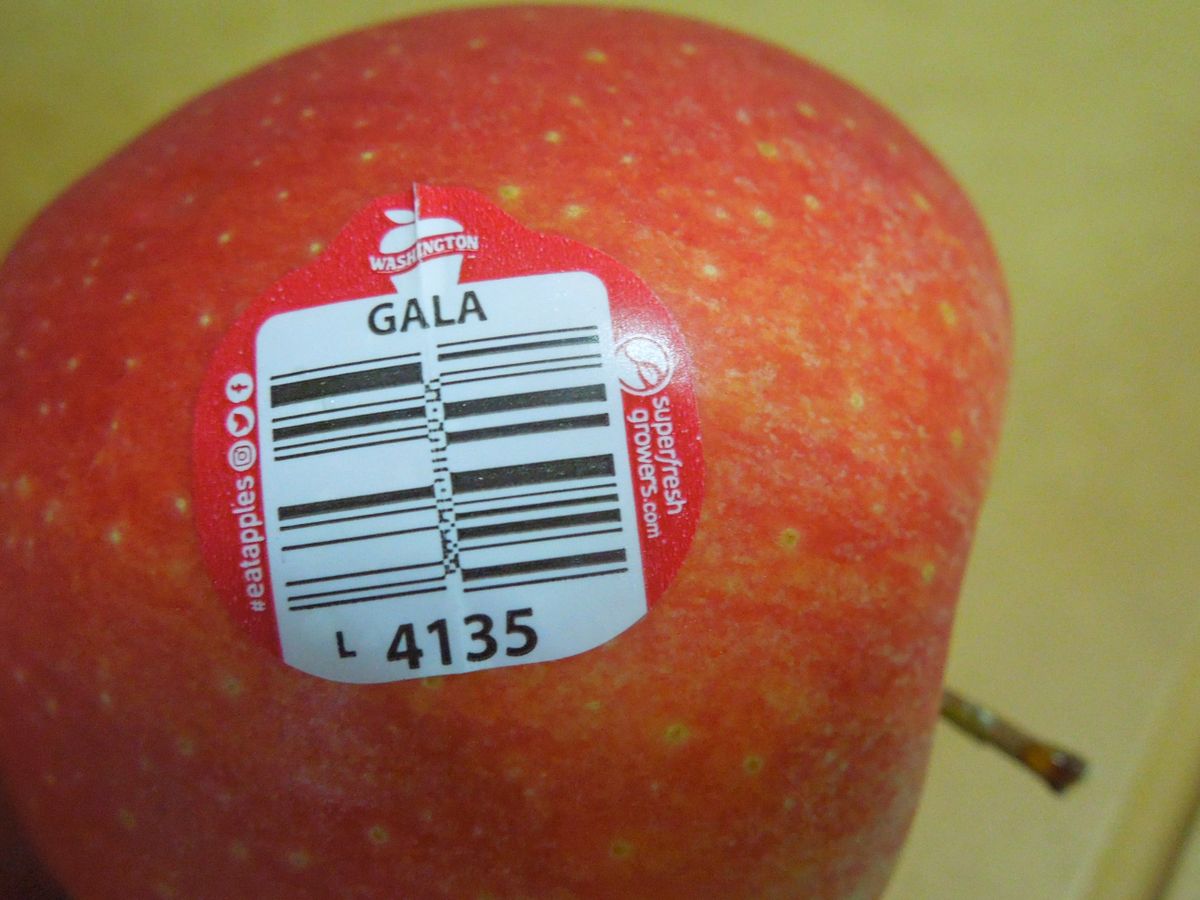 WASHINGTON
GALA
#eatapples
superfresh
growers.com
L 4135